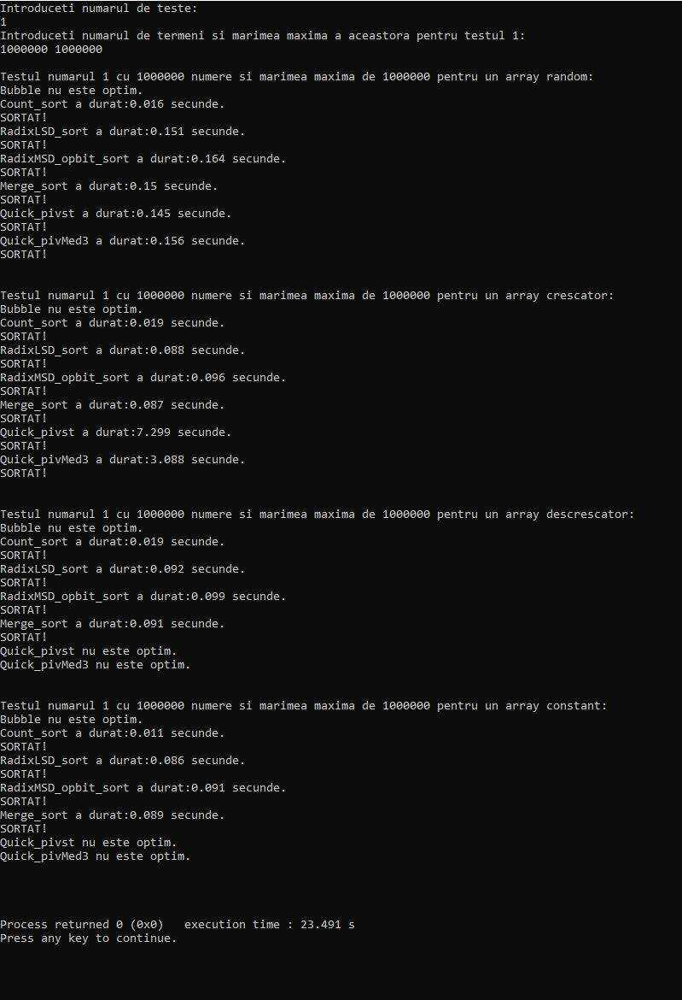 Introduceti numarul de teste:
1
Introduceti numarul de termeni si marimea maxima a aceastora pentru testul 1:
1000000 1000000
Testul numarul 1 cu 1000000 numere si marimea maxima de 1000000 pentru un array random:
Bubble nu este optim.
Count_sort a durat:0.016 secunde.
SORTAT!
RadixLSD_sort a durat:0.151 secunde.
SORTAT!
RadixMSD_opbit_sort a durat:0.164 secunde.
SORTAT!
Merge_sort a durat:0.15 secunde.
SORTAT!
Quick_pivst a durat:0.145 secunde.
SORTAT!
Quick_pivMed3 a durat:0.156 secunde.
SORTAT!
Testul numarul 1 cu 1000000 numere si marimea maxima de 1000000 pentru un array crescator:
Bubble nu este optim.
Count_sort a durat:0.019 secunde.
SORTAT!
RadixLSD_sort a durat:0.088 secunde.
SORTAT!
RadixMSD_opbit_sort a durat:0.096 secunde.
SORTAT!
Merge_sort a durat:0.087 secunde.
SORTAT!
Quick_pivst a durat:7.299 secunde.
SORTAT!
Quick_pivMed3 a durat:3.088 secunde.
SORTAT!
Testul numarul 1 cu 1000000 numere si marimea maxima de 1000000 pentru un array descrescator:
Bubble nu este optim.
Count_sort a durat:0.019 secunde.
SORTAT!
RadixLSD_sort a durat:0.092 secunde.
SORTAT!
RadixMSD_opbit_sort a durat:0.099 secunde.
SORTAT!
Merge_sort a durat:0.091 secunde.
SORTAT!
Quick_pivst nu este optim.
Quick_pivMed3 nu este optim.
Testul numarul 1 cu 1000000 numere si marimea maxima de 1000000 pentru un array constant:
Bubble nu este optim.
Count_sort a durat:0.011 secunde.
SORTAT!
RadixLSD_sort a durat:0.086 secunde.
SORTAT!
RadixMSD_opbit_sort a durat:0.091 secunde.
SORTAT!
Merge_sort a durat:0.089 secunde.
SORTAT!
Quick_pivst nu este optim.
Quick_pivMed3 nu este optim.
Process returned 0 (0x0)   execution time : 23.491 s
Press any key to continue.